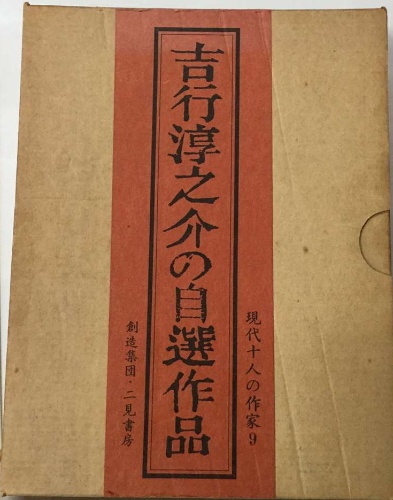 現代十人の作家9
吉行淳之介の自選作品
創造集団・二見書房